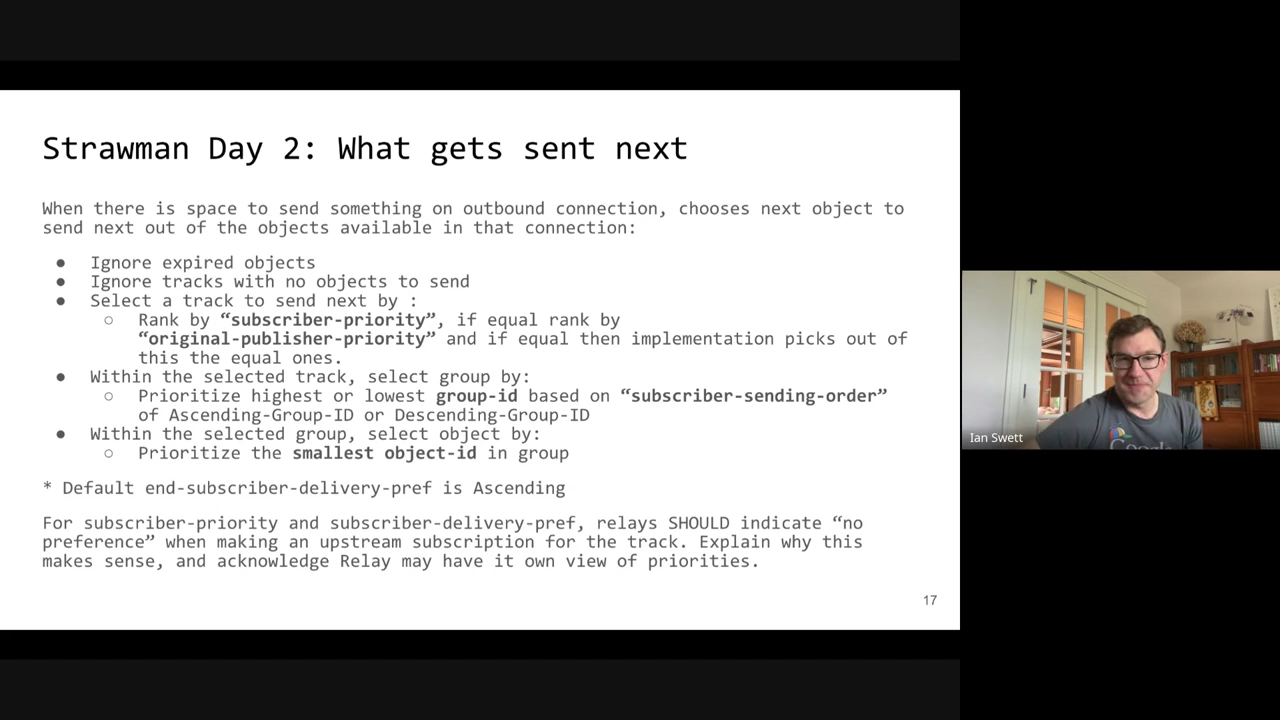 Strawman Day 2: What gets sent next
When there is space to send something on outbound connection, chooses next object to
send next out of the objects available in that connection:
● Ignore expired objects
● Ignore tracks with no objects to send
● Select a track to send next by :
○ Rank by “subscriber-priority”, if equal rank by
“original-publisher-priority” and if equal then implementation picks out of
this the equal ones.
● Within the selected track, select group by:
○ Prioritize highest or lowest group-id based on “subscriber-sending-order”
of Ascending-Group-ID or Descending-Group-ID
● Within the selected group, select object by:
○ Prioritize the smallest object-id in group
* Default end-subscriber-delivery-pref is Ascending
For subscriber-priority and subscriber-delivery-pref, relays SHOULD indicate “no
preference” when making an upstream subscription for the track. Explain why this
makes sense, and acknowledge Relay may have it own view of priorities.
17
Ian Swett
Google